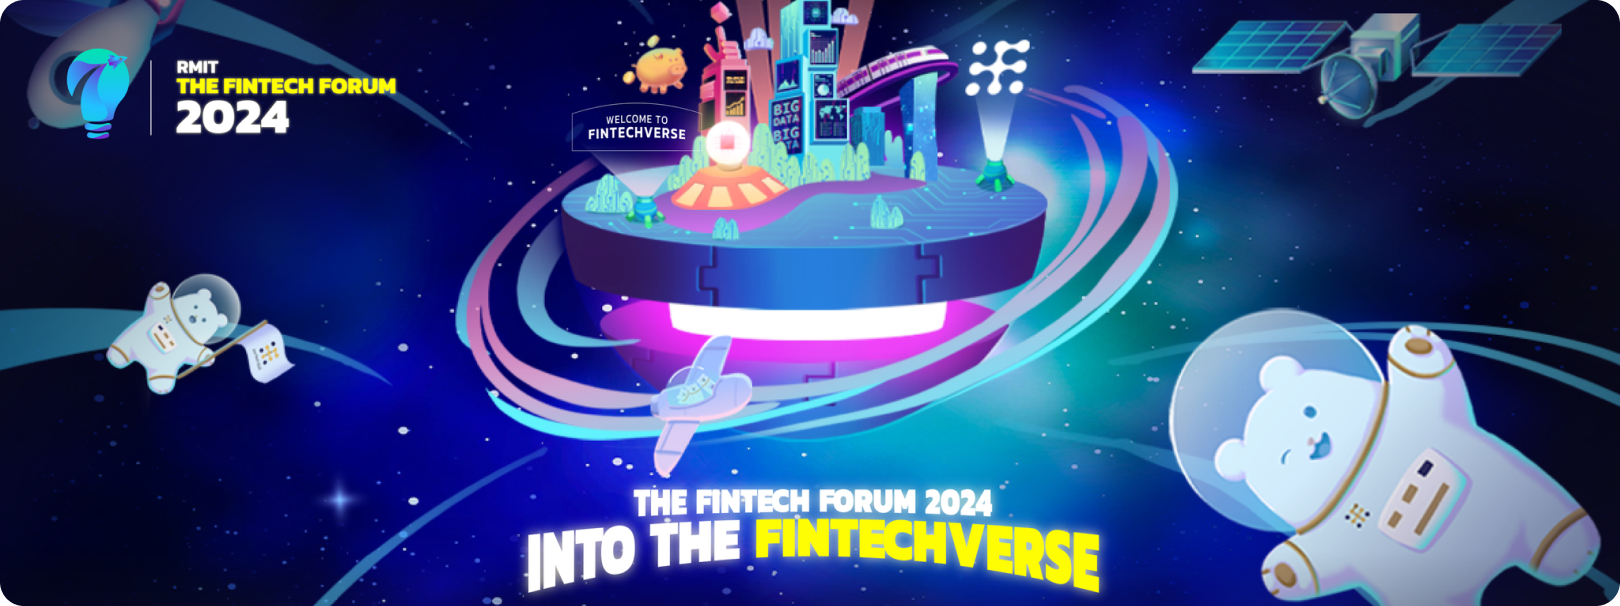 RMIT
THE FINTECH FORUM
2024
WELCOME TO
FINTECHVERSE
BIG
DATA
BIG
THE FINTECH FORUM 2024
INTO THE FINTECHVERSE